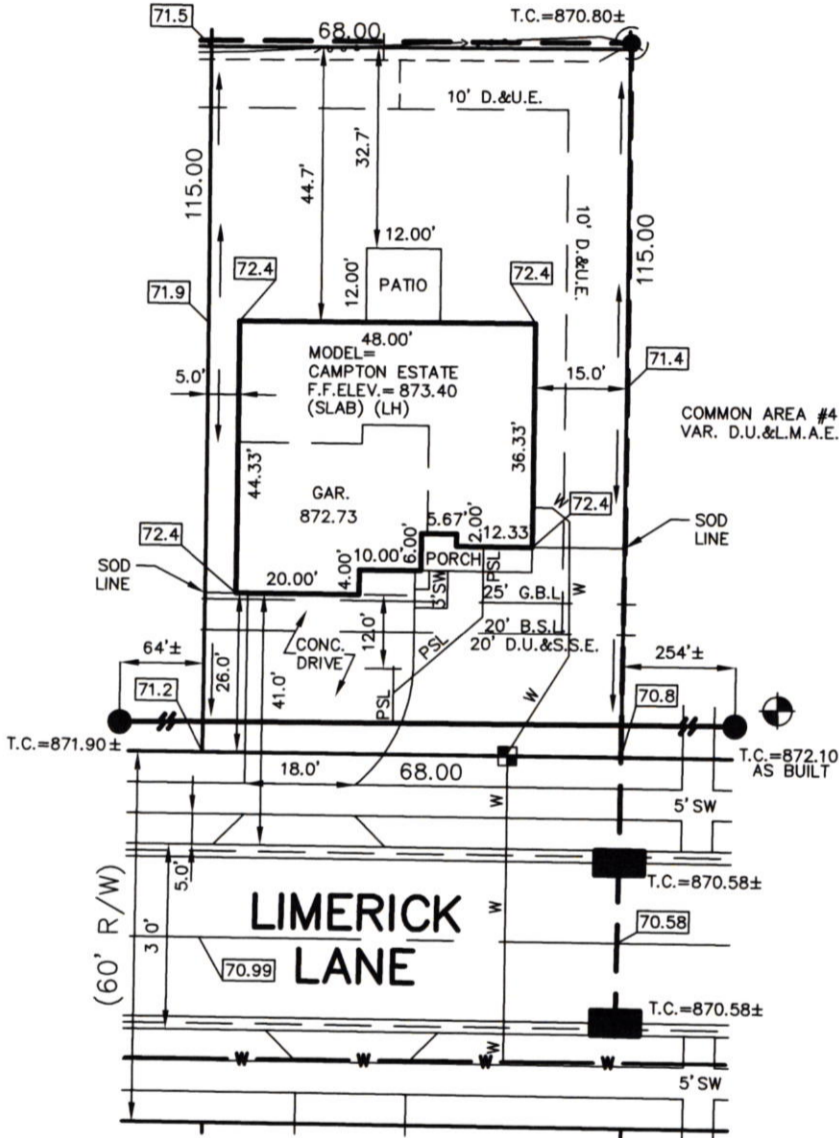 71.5
T.C.=870.80±
68.00
10' D.&U.E.
32.7'
44.7'
115.00
10' D.&U.E.
115.00
12.00'
72.4
12.00'
PATIO
72.4
71.9
48.00'
MODEL=
CAMPTON ESTATE
F.F.ELEV.= 873.40
(SLAB) (LH)
5.0'
15.0'
71.4
COMMON AREA #4
VAR. D.U.&L.M.A.E.
44.33'
36.33'
GAR.
872.73
W
72.4
5.67'
2.00'
12.33
6.00'
SOD
LINE
72.4
10.00'
PORCH
PSL
SOD
LINE
20.00'
4.00'
3'SW
25' G.B.L.
W
20' B.S.L.
20' D.U.&S.S.E.
12.0'
CONC.
DRIVE
PSL
64'±
254'±
26.0'
41.0'
71.2
PSL
W
70.8
T.C.=871.90±
T.C.=872.10
AS BUILT
18.0'
68.00
W
5' SW
5.0'
T.C.=870.58±
(60' R/W)
LIMERICK
LANE
W
70.58
70.99
T.C.=870.58±
W
W
W
W
W
5' SW